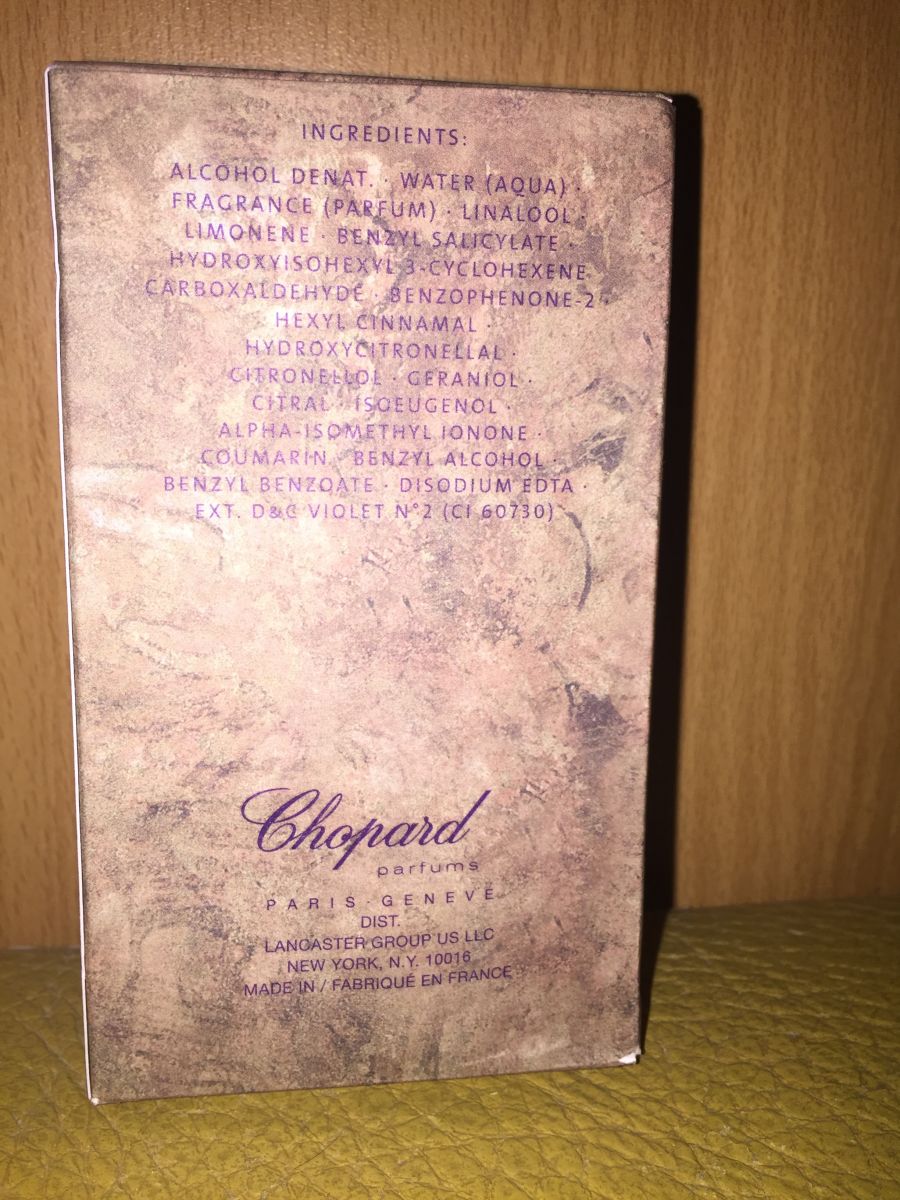 INGREDIENTS:
ALCOHOL DENAT. · WATER (AQUA) ·
FRAGRANCE (PARFUM) · LINALOOL ·
LIMONENE · BENZYL SALICYLATE ·
HYDROXYISOHEXYL 3-CYCLOHEXENE
CARBOXALDEHYDE · BENZOPHENONE-2 ·
HEXYL CINNAMAL ·
HYDROXYCITRONELLAL ·
CITRONELLOL · GERANIOL ·
CITRAL · ISOEUGENOL ·
ALPHA-ISOMETHYL IONONE ·
COUMARIN · BENZYL ALCOHOL ·
BENZYL BENZOATE · DISODIUM EDTA ·
EXT. D&C VIOLET N°2 (CI 60730)
Chopard
parfums
PARIS · GENEVE
DIST.
LANCASTER GROUP US LLC
NEW YORK, N.Y. 10016
MADE IN / FABRIQUÉ EN FRANCE